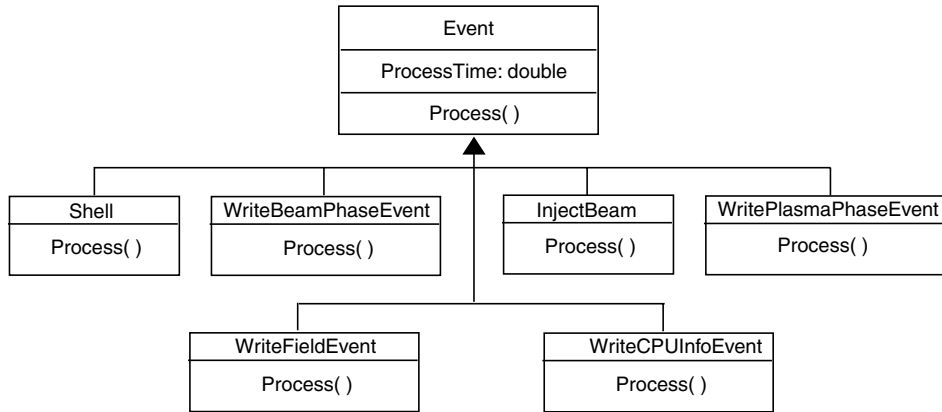 Event
ProcessTime: double
Process( )
Shell
Process( )
WriteBeamPhaseEvent
Process( )
InjectBeam
Process( )
WritePlasmaPhaseEvent
Process( )
WriteFieldEvent
Process( )
WriteCPUInfoEvent
Process( )